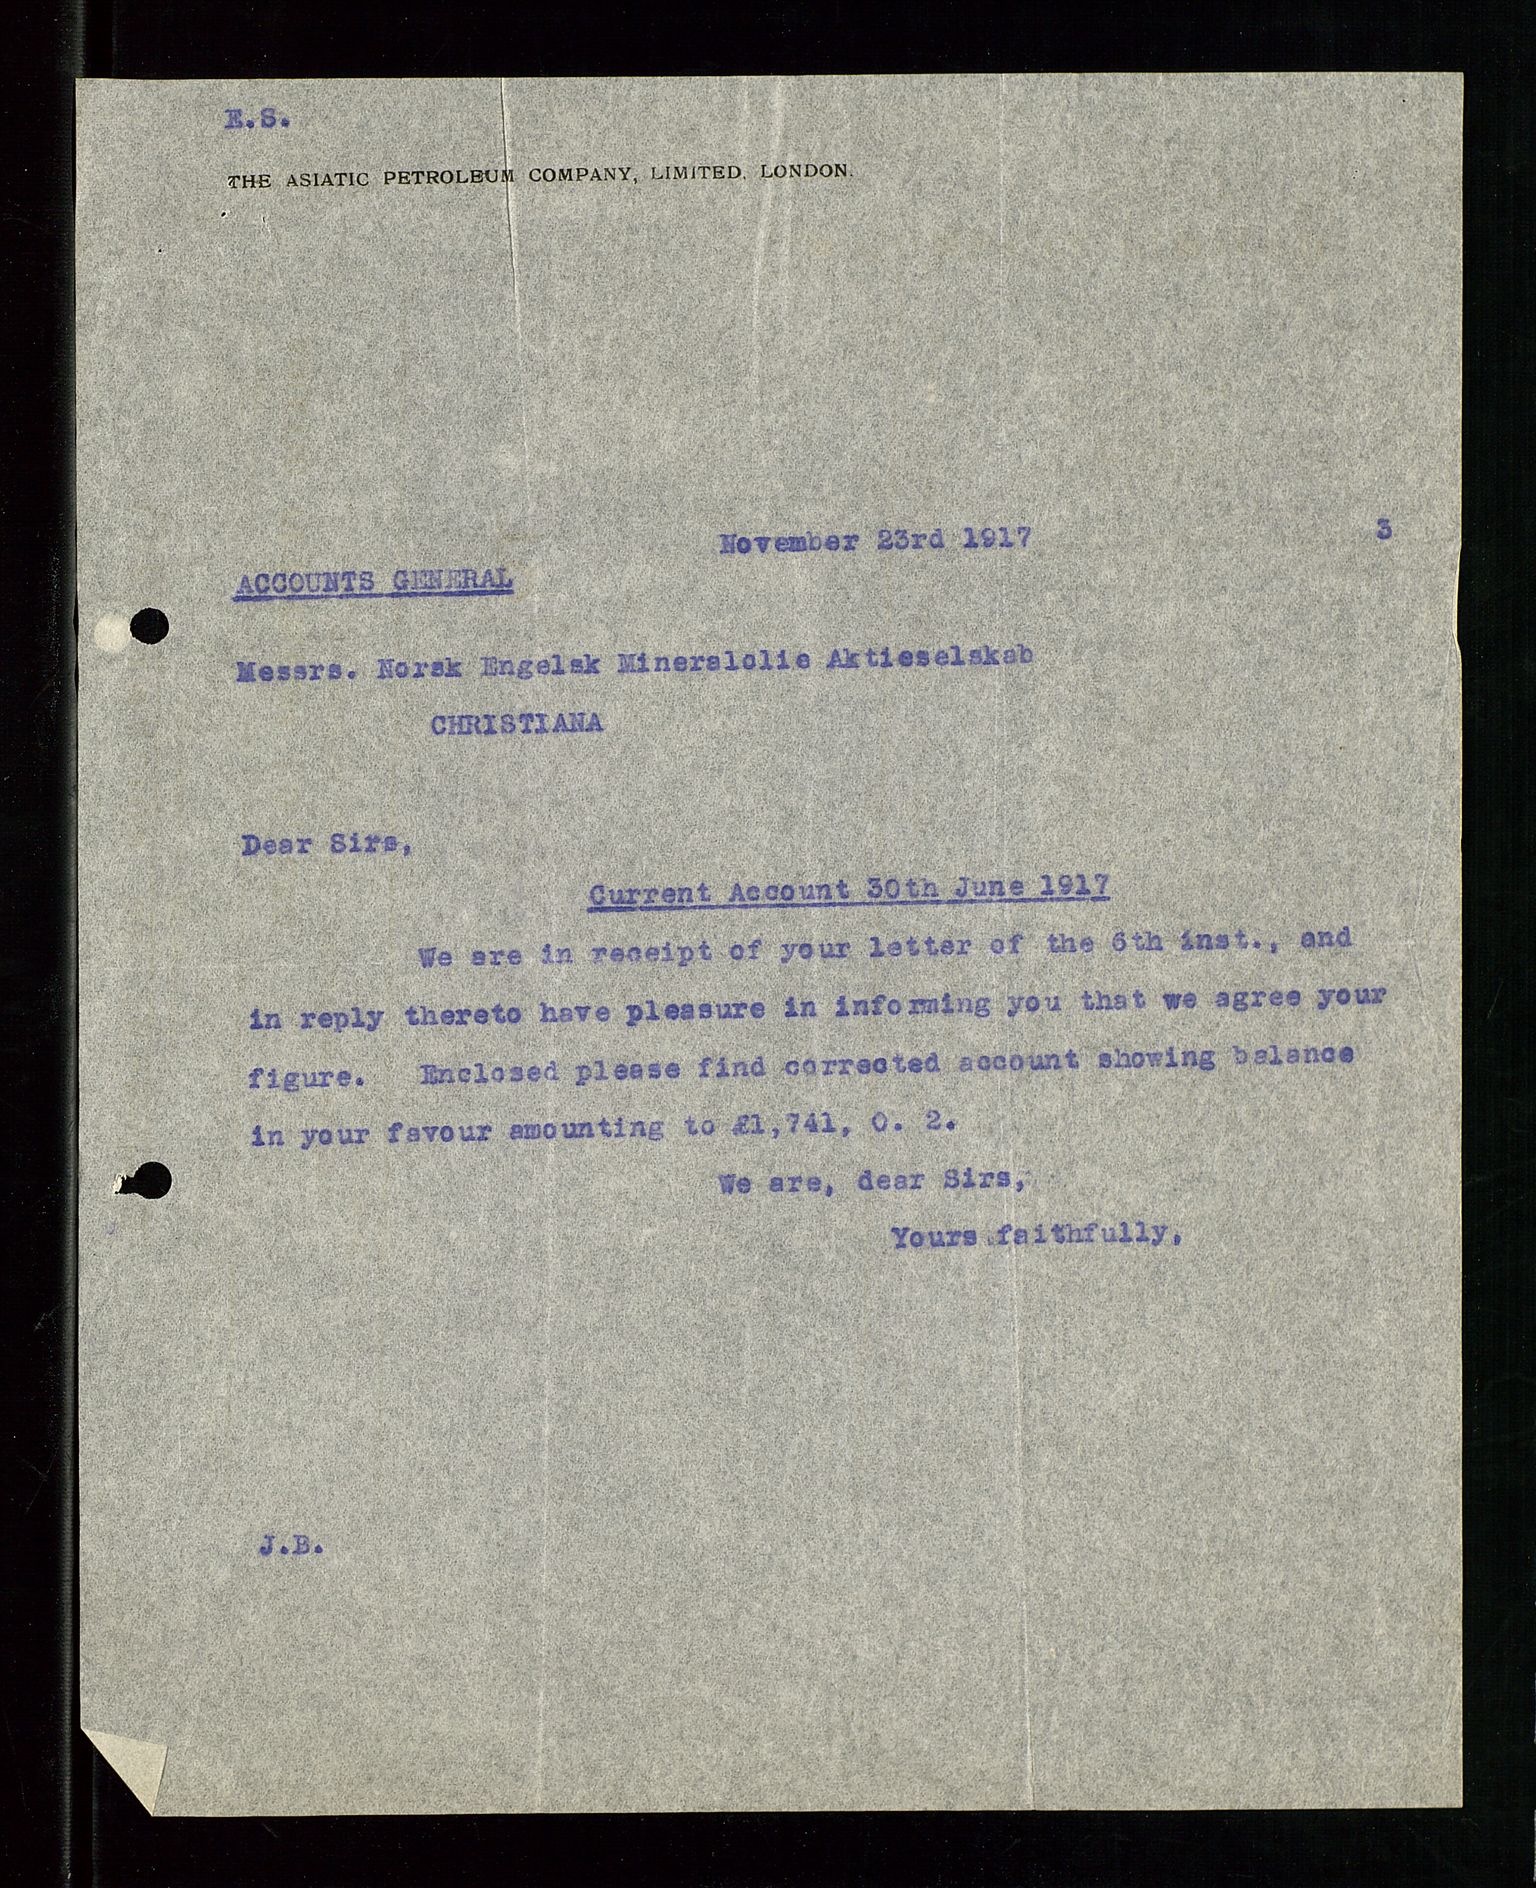 E.S.
THE ASIATIC PETROLEUM COMPANY, LIMITED, LONDON.
November 23rd 1917 3
ACCOUNTS GENERAL
Messrs. Norsk Engelsk Mineralolie Aktieselskab
CHRISTIANA
Dear Sirs,
Current Account 30th June 1917
We are in receipt of your letter of the 6th inst., and
in reply thereto have pleasure in informing you that we agree your
figure. Enclosed please find corrected account showing balance
in your favour amounting to £1,741, 0. 2.
We are, dear Sirs,
Yours faithfully,
J.B.